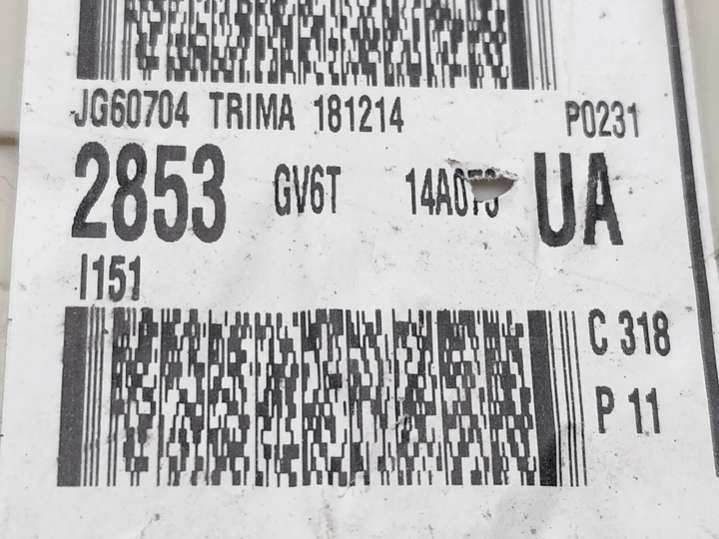 JG60704 TRIMA 181214 P0231
2853 GV6T UA
I151
C 318
P 11